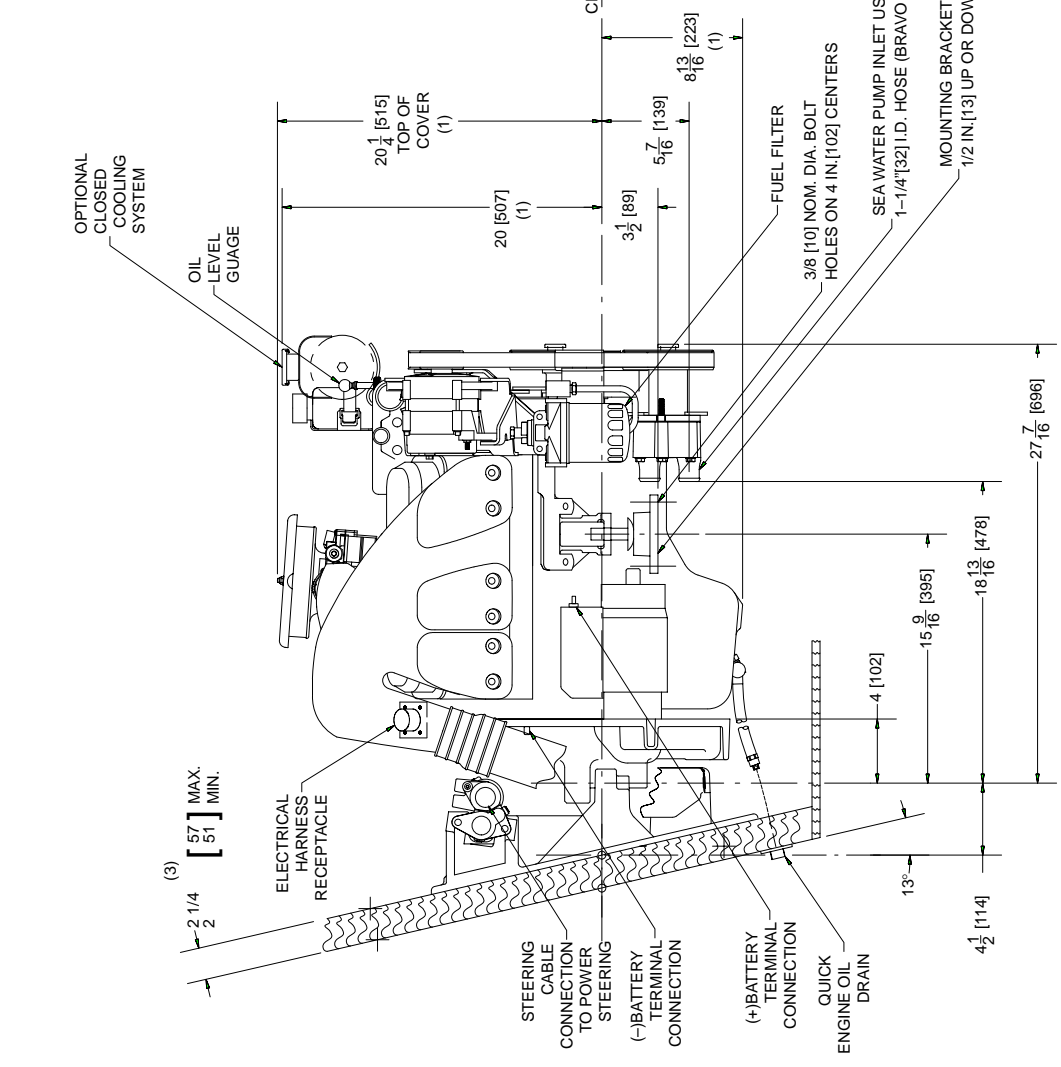 OPTIONAL
CLOSED
COOLING
SYSTEM
OIL
LEVEL
GUAGE
20 1/4 [515]
TOP OF
COVER
(1)
20 [507]
(1)
8 13/16 [223]
(1)
5 7/16 [139]
3 1/2 [89]
FUEL FILTER
3/8 [10] NOM. DIA. BOLT
HOLES ON 4 IN.[102] CENTERS
SEA WATER PUMP INLET
1–1/4"[32] I.D. HOSE (BRAVO
MOUNTING BRACKET
1/2 IN.[13] UP OR
27 7/16 [696]
18 13/16 [478]
15 9/16 [395]
4 [102]
4 1/2 [114]
13°
(3)
2 1/4 [57] MAX.
2 [51] MIN.
ELECTRICAL
HARNESS
RECEPTACLE
STEERING
CABLE
CONNECTION
TO POWER
STEERING
(–)BATTERY
TERMINAL
CONNECTION
(+)BATTERY
TERMINAL
CONNECTION
QUICK
ENGINE OIL
DRAIN